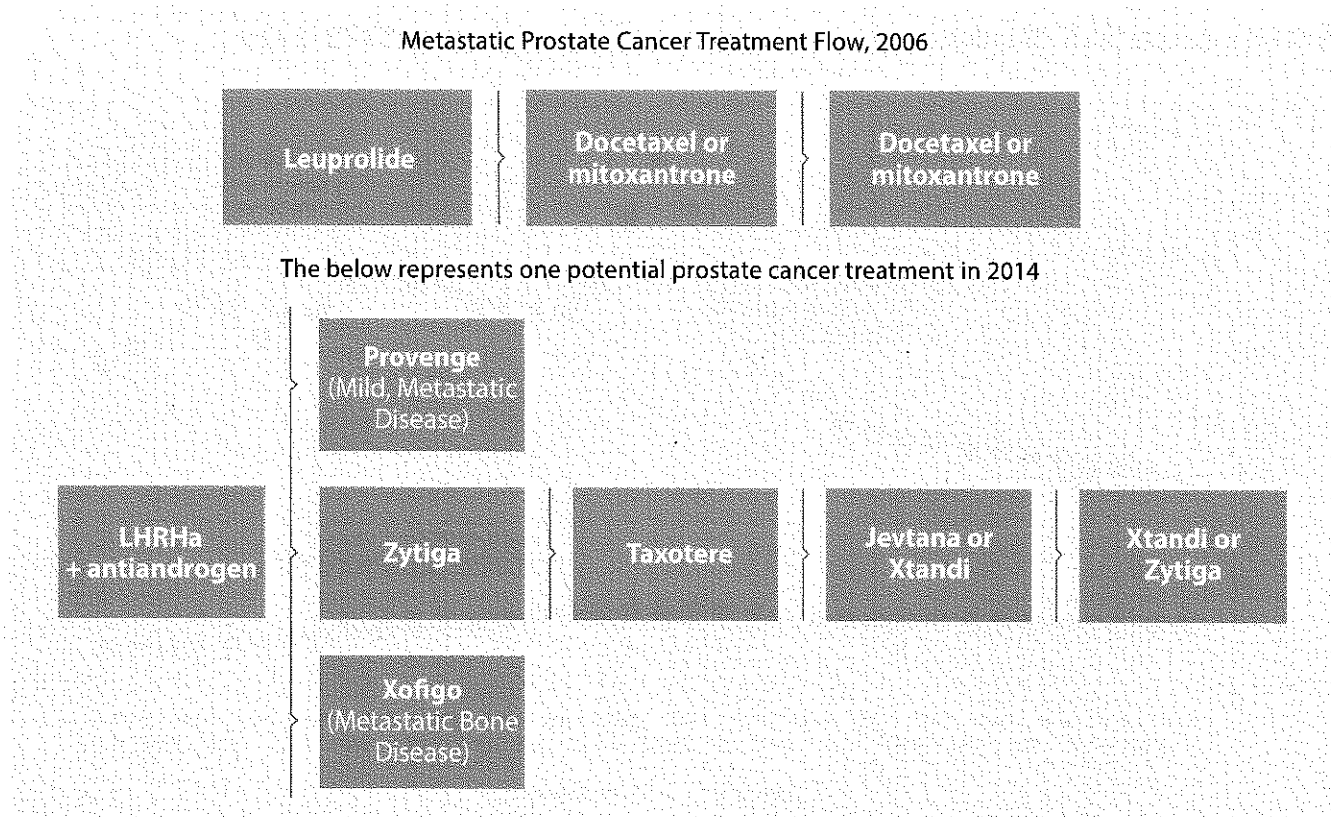 Metastatic Prostate Cancer Treatment Flow, 2006
Leuprolide
Docetaxel or
mitoxantrone
Docetaxel or
mitoxantrone
The below represents one potential prostate cancer treatment in 2014
Provenge
(Mild, Metastatic
Disease)
LHRHa
+ antiandrogen
Zytiga
Taxotere
Jevtana or
Xtandi
Xtandi or
Zytiga
Xofigo
(Metastatic Bone
Disease)